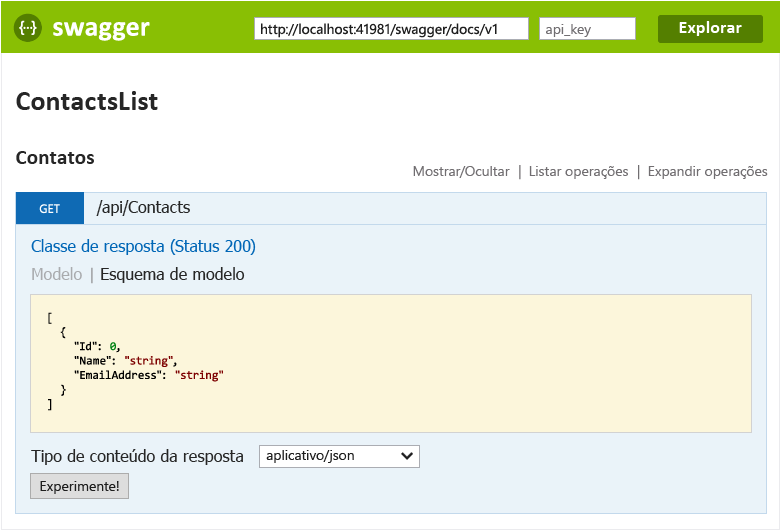 {··} swagger http://localhost:41981/swagger/docs/v1 api_key Explorar
ContactsList
Contatos
Mostrar/Ocultar | Listar operações | Expandir operações
GET /api/Contacts
Classe de resposta (Status 200)
Modelo | Esquema de modelo
[
{
"Id": 0,
"Name": "string",
"EmailAddress": "string"
}
]
Tipo de conteúdo da resposta aplicativo/json
Experimente!